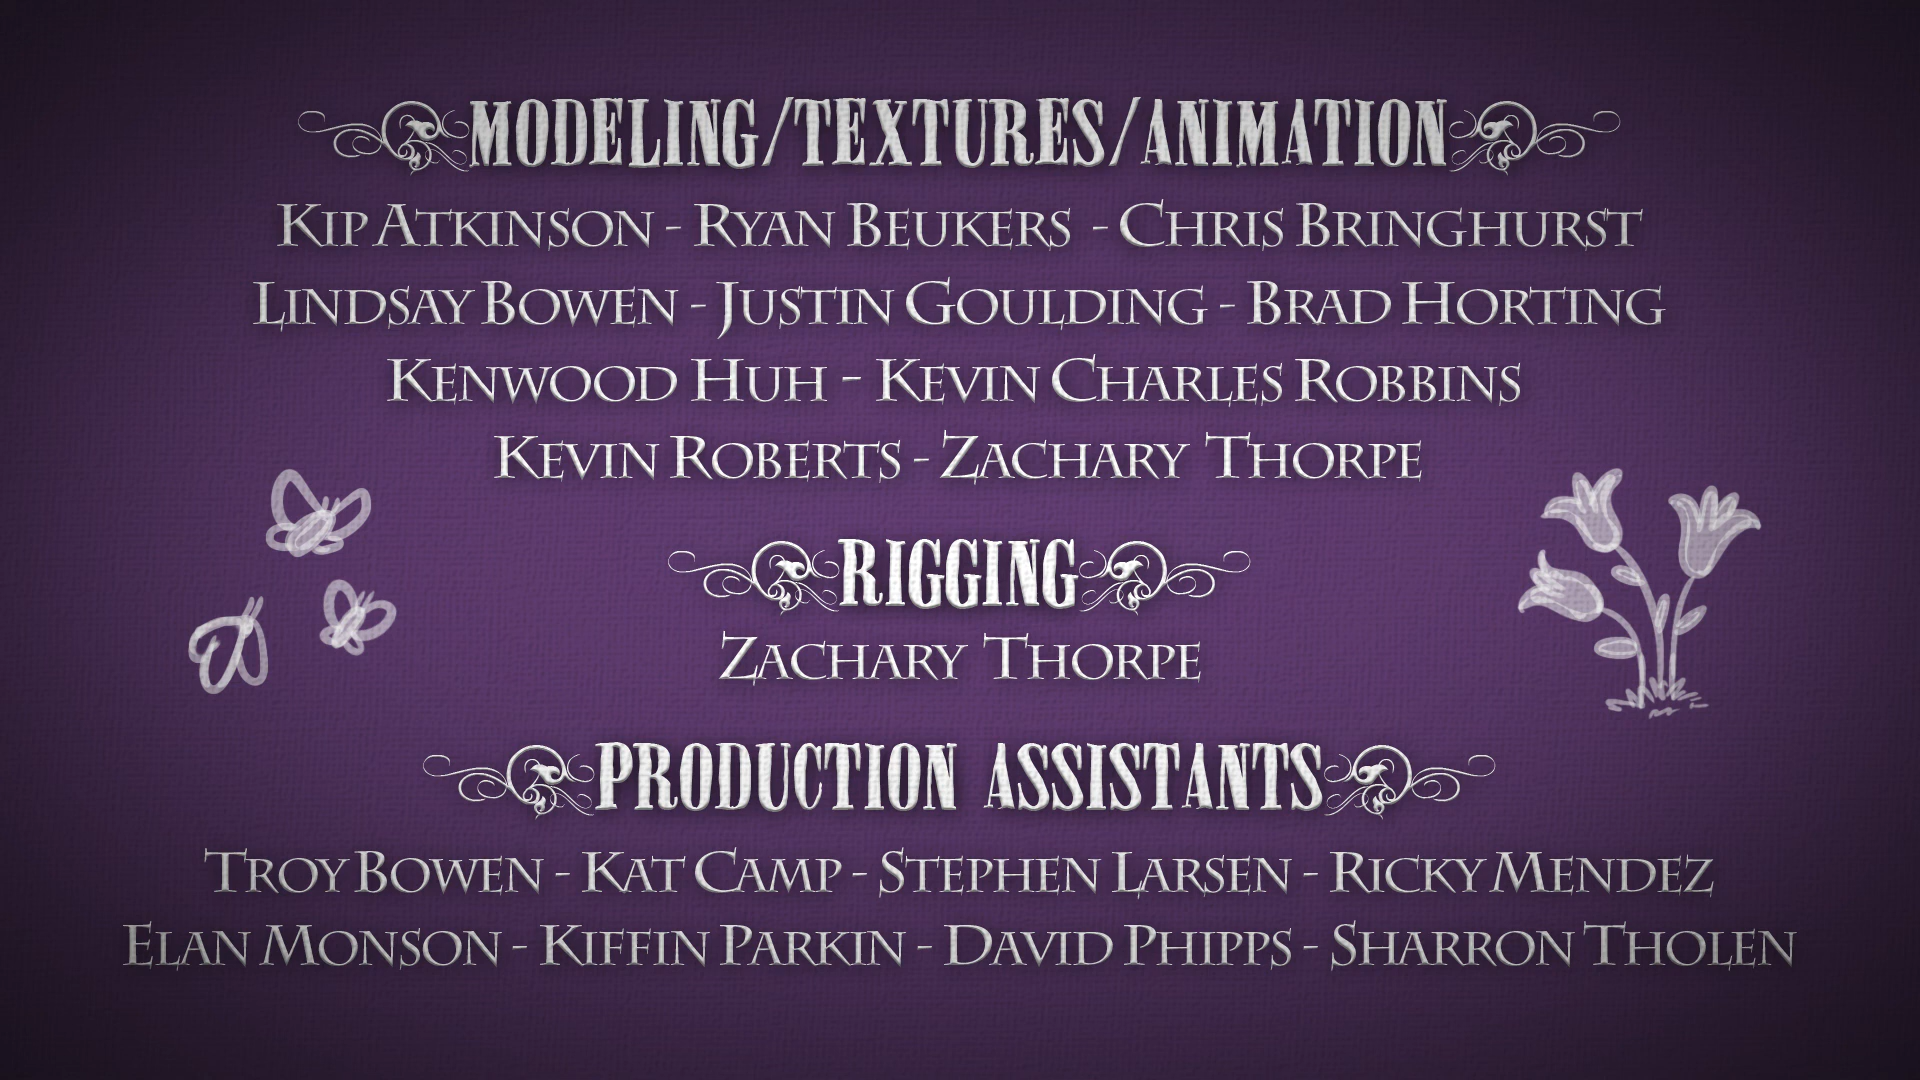 MODELING/TEXTURES/ANIMATION
KIP ATKINSON - RYAN BEUKERS - CHRIS BRINGHURST
LINDSAY BOWEN - JUSTIN GOULDING - BRAD HORTING
KENWOOD HUH - KEVIN CHARLES ROBBINS
KEVIN ROBERTS - ZACHARY THORPE
RIGGING
ZACHARY THORPE
PRODUCTION ASSISTANTS
TROY BOWEN - KAT CAMP - STEPHEN LARSEN - RICKY MENDEZ
ELAN MONSON - KIFFIN PARKIN - DAVID PHIPPS - SHARRON THOLEN